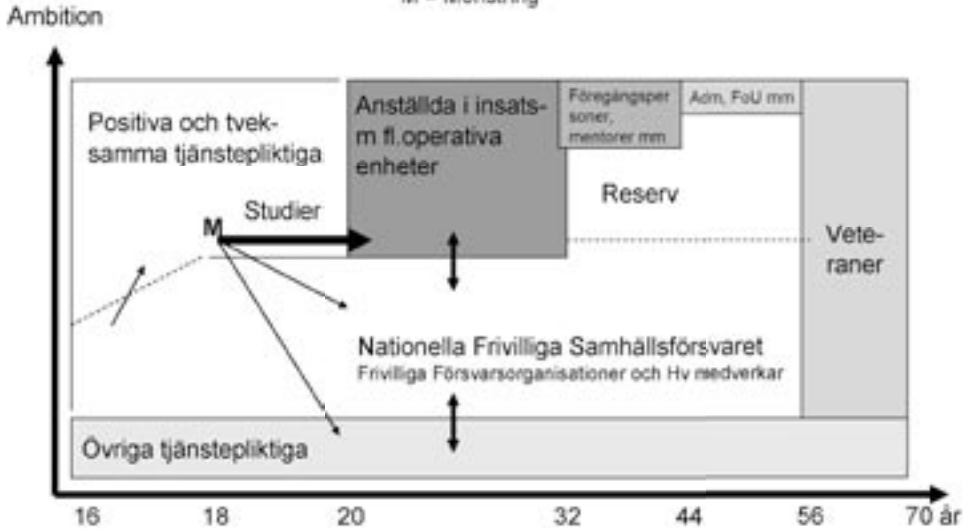 M = Mönstring
Ambition
Positiva och tvek-
samma tjänstepliktiga
Anställda i insats-
m fl.operativa
enheter
Föregångsper
soner,
mentorer mm
Adm, FoU mm
Studier
M
Reserv
Vete-
raner
Nationella Frivilliga Samhällsförsvaret
Frivilliga Försvarsorganisationer och Hv medverkar
Övriga tjänstepliktiga
16 18 20 32 44 56 70 år